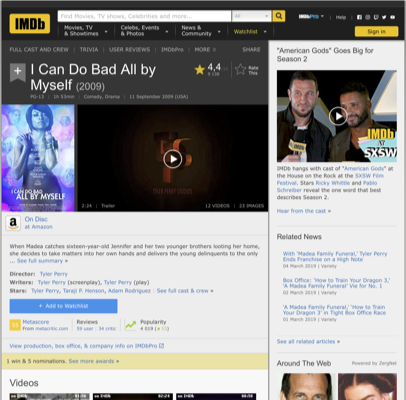 IMDb
Find Movies, TV shows, Celebrities and more...
All
IMDbPro
Help
Movies, TV & Showtimes
Celebs, Events & Photos
News & Community
Watchlist
Sign in
FULL CAST AND CREW | TRIVIA | USER REVIEWS | IMDbPro | MORE
SHARE
I Can Do Bad All by
Myself (2009)
4,4
Rate
This
PG-13 | 1h 53min | Comedy, Drama | 11 September 2009 (USA)
I CAN DO BAD
ALL BY MYSELF
TYLER PERRY
2:24 | Trailer
12 VIDEOS | 23 IMAGES
On Disc
at Amazon
When Madea catches sixteen-year-old Jennifer and her two younger brothers looting her home,
she decides to take matters into her own hands and delivers the young delinquents to the only
... See full summary »
Director: Tyler Perry
Writers: Tyler Perry (screenplay), Tyler Perry (play)
Stars: Tyler Perry, Taraji P. Henson, Adam Rodriguez | See full cast & crew »
+ Add to Watchlist
Metascore
From metacritic.com
Reviews
59 user | 34 critic
Popularity
View production, box office, & company info on IMDbPro
1 win & 5 nominations. See more awards »
Videos
"American Gods" Goes Big for
Season 2
IMDb
AT
SXSW
IMDb hangs with cast of "American Gods" at
the House on the Rock at the SXSW Film
Festival. Stars Ricky Whittle and Pablo
Schreiber reveal the one word that best
describes Season 2.
Hear from the cast »
Related News
With 'Madea Family Funeral,' Tyler Perry
Ends Franchise on a High Note
04 March 2019 | Variety
Box Office: 'How to Train Your Dragon 3,'
'A Madea Family Funeral' Vie for No. 1
02 March 2019 | Variety
'A Madea Family Funeral,' 'How to Train
Your Dragon 3' in Tight Box Office Race
01 March 2019 | Variety
See all related articles »
Around The Web
Powered by ZergNet